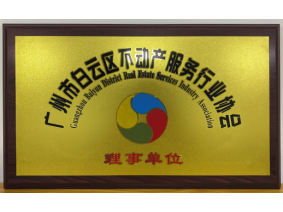 广州市白云区不动产服务行业协会
Guangzhou Baiyun District Real Estate Services Industry Association
理事单位